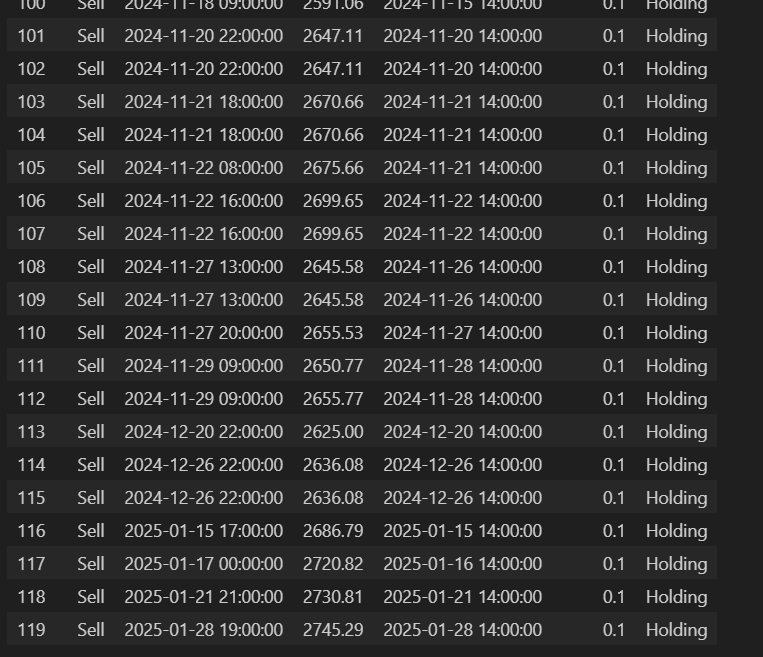 100 Sell 2024-11-18 09:00:00 2591.06 2024-11-15 14:00:00 0.1 Holding
101 Sell 2024-11-20 22:00:00 2647.11 2024-11-20 14:00:00 0.1 Holding
102 Sell 2024-11-20 22:00:00 2647.11 2024-11-20 14:00:00 0.1 Holding
103 Sell 2024-11-21 18:00:00 2670.66 2024-11-21 14:00:00 0.1 Holding
104 Sell 2024-11-21 18:00:00 2670.66 2024-11-21 14:00:00 0.1 Holding
105 Sell 2024-11-22 08:00:00 2675.66 2024-11-21 14:00:00 0.1 Holding
106 Sell 2024-11-22 16:00:00 2699.65 2024-11-22 14:00:00 0.1 Holding
107 Sell 2024-11-22 16:00:00 2699.65 2024-11-22 14:00:00 0.1 Holding
108 Sell 2024-11-27 13:00:00 2645.58 2024-11-26 14:00:00 0.1 Holding
109 Sell 2024-11-27 13:00:00 2645.58 2024-11-26 14:00:00 0.1 Holding
110 Sell 2024-11-27 20:00:00 2655.53 2024-11-27 14:00:00 0.1 Holding
111 Sell 2024-11-29 09:00:00 2650.77 2024-11-28 14:00:00 0.1 Holding
112 Sell 2024-11-29 09:00:00 2655.77 2024-11-28 14:00:00 0.1 Holding
113 Sell 2024-12-20 22:00:00 2625.00 2024-12-20 14:00:00 0.1 Holding
114 Sell 2024-12-26 22:00:00 2636.08 2024-12-26 14:00:00 0.1 Holding
115 Sell 2024-12-26 22:00:00 2636.08 2024-12-26 14:00:00 0.1 Holding
116 Sell 2025-01-15 17:00:00 2686.79 2025-01-15 14:00:00 0.1 Holding
117 Sell 2025-01-17 00:00:00 2720.82 2025-01-16 14:00:00 0.1 Holding
118 Sell 2025-01-21 21:00:00 2730.81 2025-01-21 14:00:00 0.1 Holding
119 Sell 2025-01-28 19:00:00 2745.29 2025-01-28 14:00:00 0.1 Holding